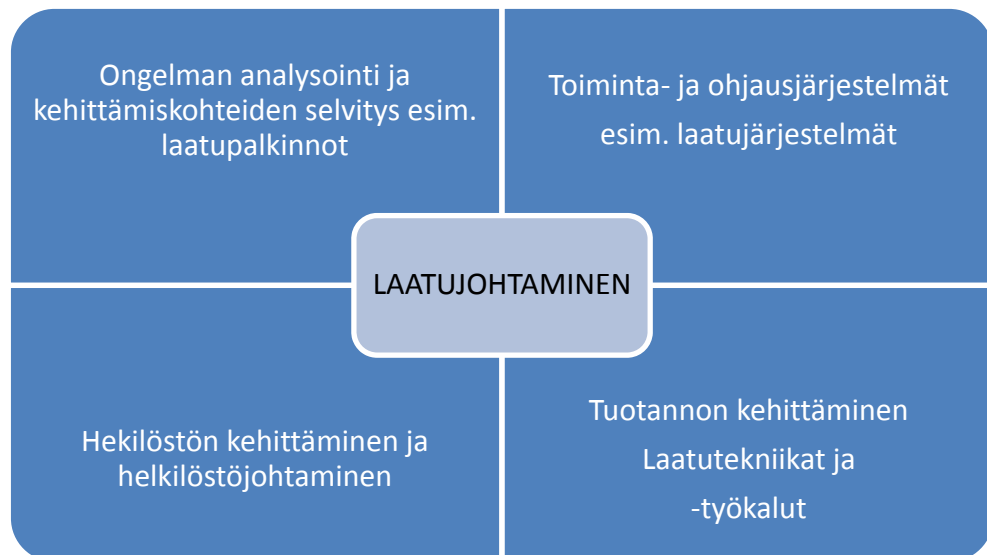 Ongelman analysointi ja
kehittämiskohteiden selvitys esim.
laatupalkinnot
Toiminta- ja ohjausjärjestelmät
esim. laatujärjestelmät
LAATUJOHTAMINEN
Hekilöstön kehittäminen ja
helkilöstöjohtaminen
Tuotannon kehittäminen
Laatutekniikat ja
-työkalut